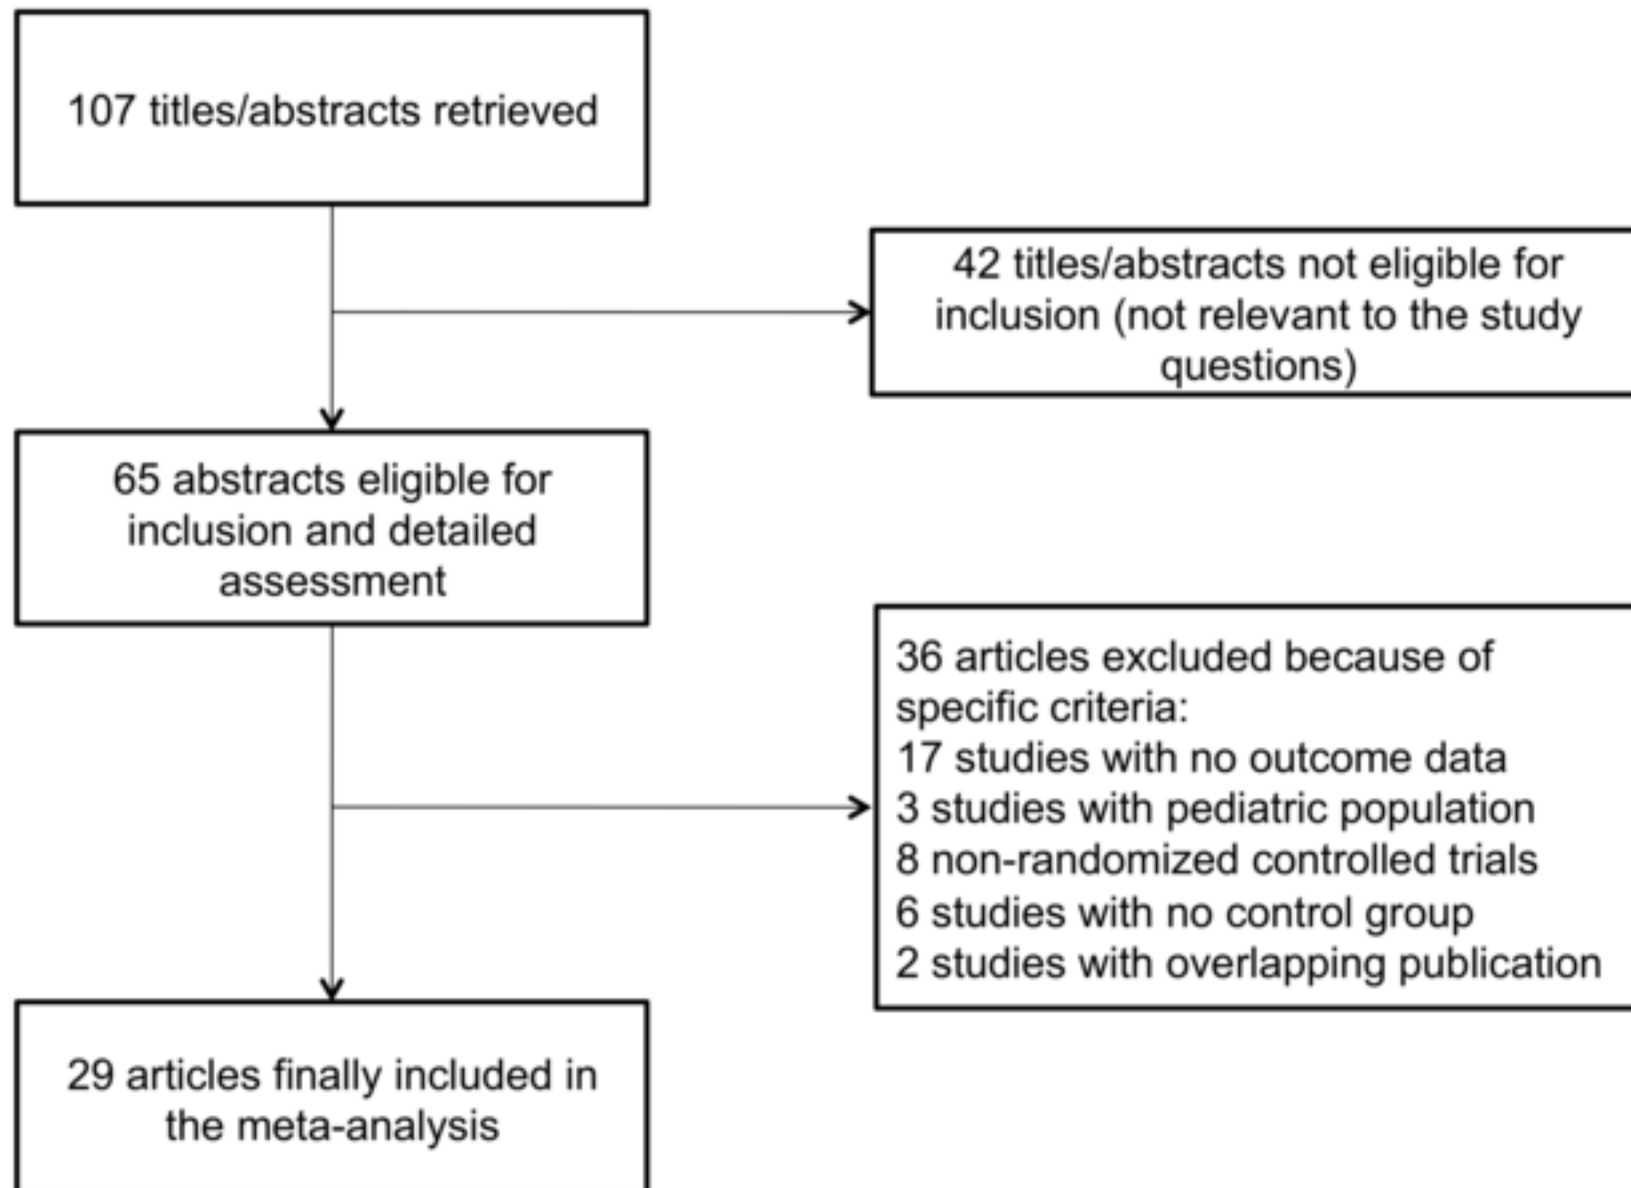 107 titles/abstracts retrieved
42 titles/abstracts not eligible for
inclusion (not relevant to the study
questions)
65 abstracts eligible for
inclusion and detailed
assessment
36 articles excluded because of
specific criteria:
17 studies with no outcome data
3 studies with pediatric population
8 non-randomized controlled trials
6 studies with no control group
2 studies with overlapping publication
29 articles finally included in
the meta-analysis